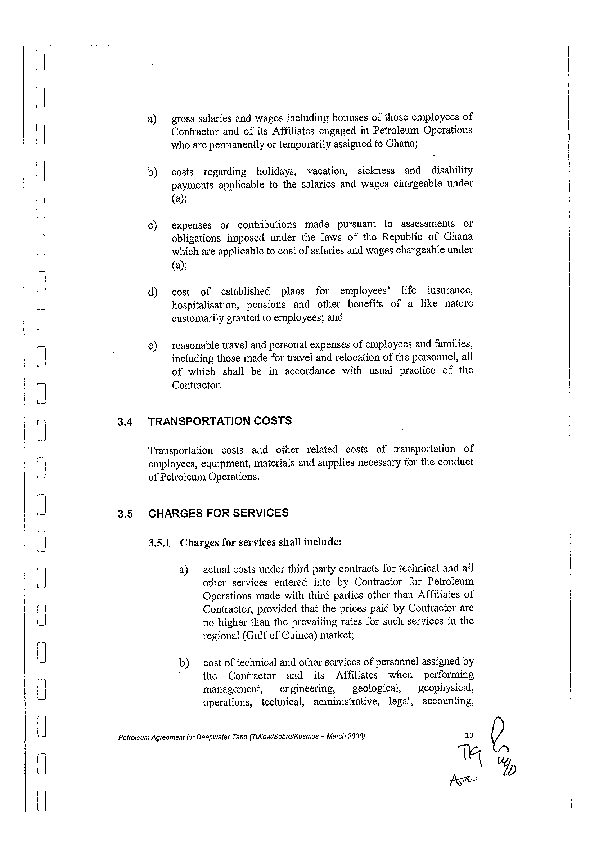 a) gross salaries and wages including bonuses of those employees of
Contractor and of its Affiliates engaged in Petroleum Operations
who are permanently or temporarily assigned to Ghana;
b) costs regarding holidays, vacation, sickness and disability
payments applicable to the salaries and wages chargeable under
(a);
c) expenses or contributions made pursuant to assessments or
obligations imposed under the laws of the Republic of Ghana
which are applicable to cost of salaries and wages chargeable under
(a);
d) cost of established plans for employees' life insurance,
hospitalisation, pensions and other benefits of a like nature
customarily granted to employees; and
e) reasonable travel and personal expenses of employees and families,
including those made for travel and relocation of the personnel, all
of which shall be in accordance with usual practice of the
Contractor.
3.4 TRANSPORTATION COSTS
Transportation costs and other related costs of transportation of
employees, equipment, materials and supplies necessary for the conduct
of Petroleum Operations.
3.5 CHARGES FOR SERVICES
3.5.1 Charges for services shall include:
a) actual costs under third party contracts for technical and all
other services entered into by Contractor for Petroleum
Operations made with third parties other than Affiliates of
Contractor, provided that the prices paid by Contractor are
no higher than the prevailing rates for such services in the
regional (Gulf of Guinea) market;
b) cost of technical and other services of personnel assigned by
the Contractor and its Affiliates when performing
management, engineering, geological, geophysical,
operations, technical, administrative, legal, accounting,
Petroleum Agreement for Deepwater Tano (Tullow/Sabre/Kosmos – March